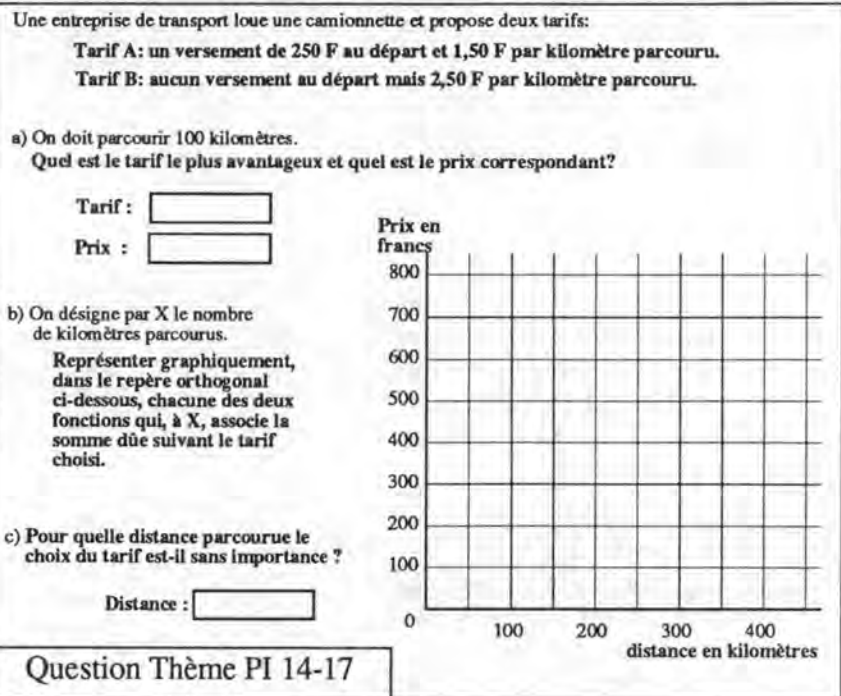 Une entreprise de transport loue une camionnette et propose deux tarifs:
Tarif A: un versement de 250 F au départ et 1,50 F par kilomètre parcouru.
Tarif B: aucun versement au départ mais 2,50 F par kilomètre parcouru.
a) On doit parcourir 100 kilomètres.
Quel est le tarif le plus avantageux et quel est le prix correspondant?
Tarif :
Prix :
b) On désigne par X le nombre
de kilomètres parcourus.
Représenter graphiquement,
dans le repère orthogonal
ci-dessous, chacune des deux
fonctions qui, à X, associe la
somme dûe suivant le tarif
choisi.
c) Pour quelle distance parcourue le
choix du tarif est-il sans importance ?
Distance :
Prix en
francs
800
700
600
500
400
300
200
100
0
100 200 300 400
distance en kilomètres
Question Thème PI 14-17